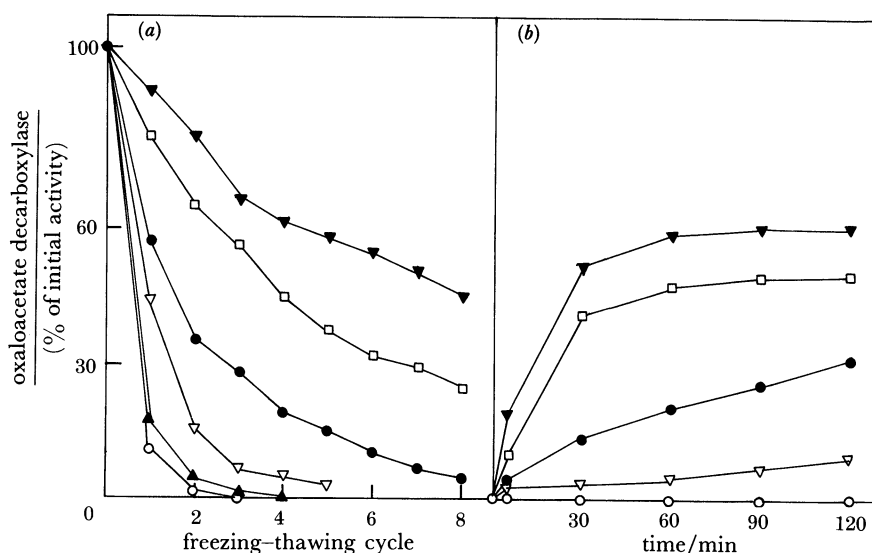 (a)
(b)
100
60
30
0
oxaloacetate decarboxylase
(% of initial activity)
2 4 6 8
freezing–thawing cycle
30 60 90 120
time/min